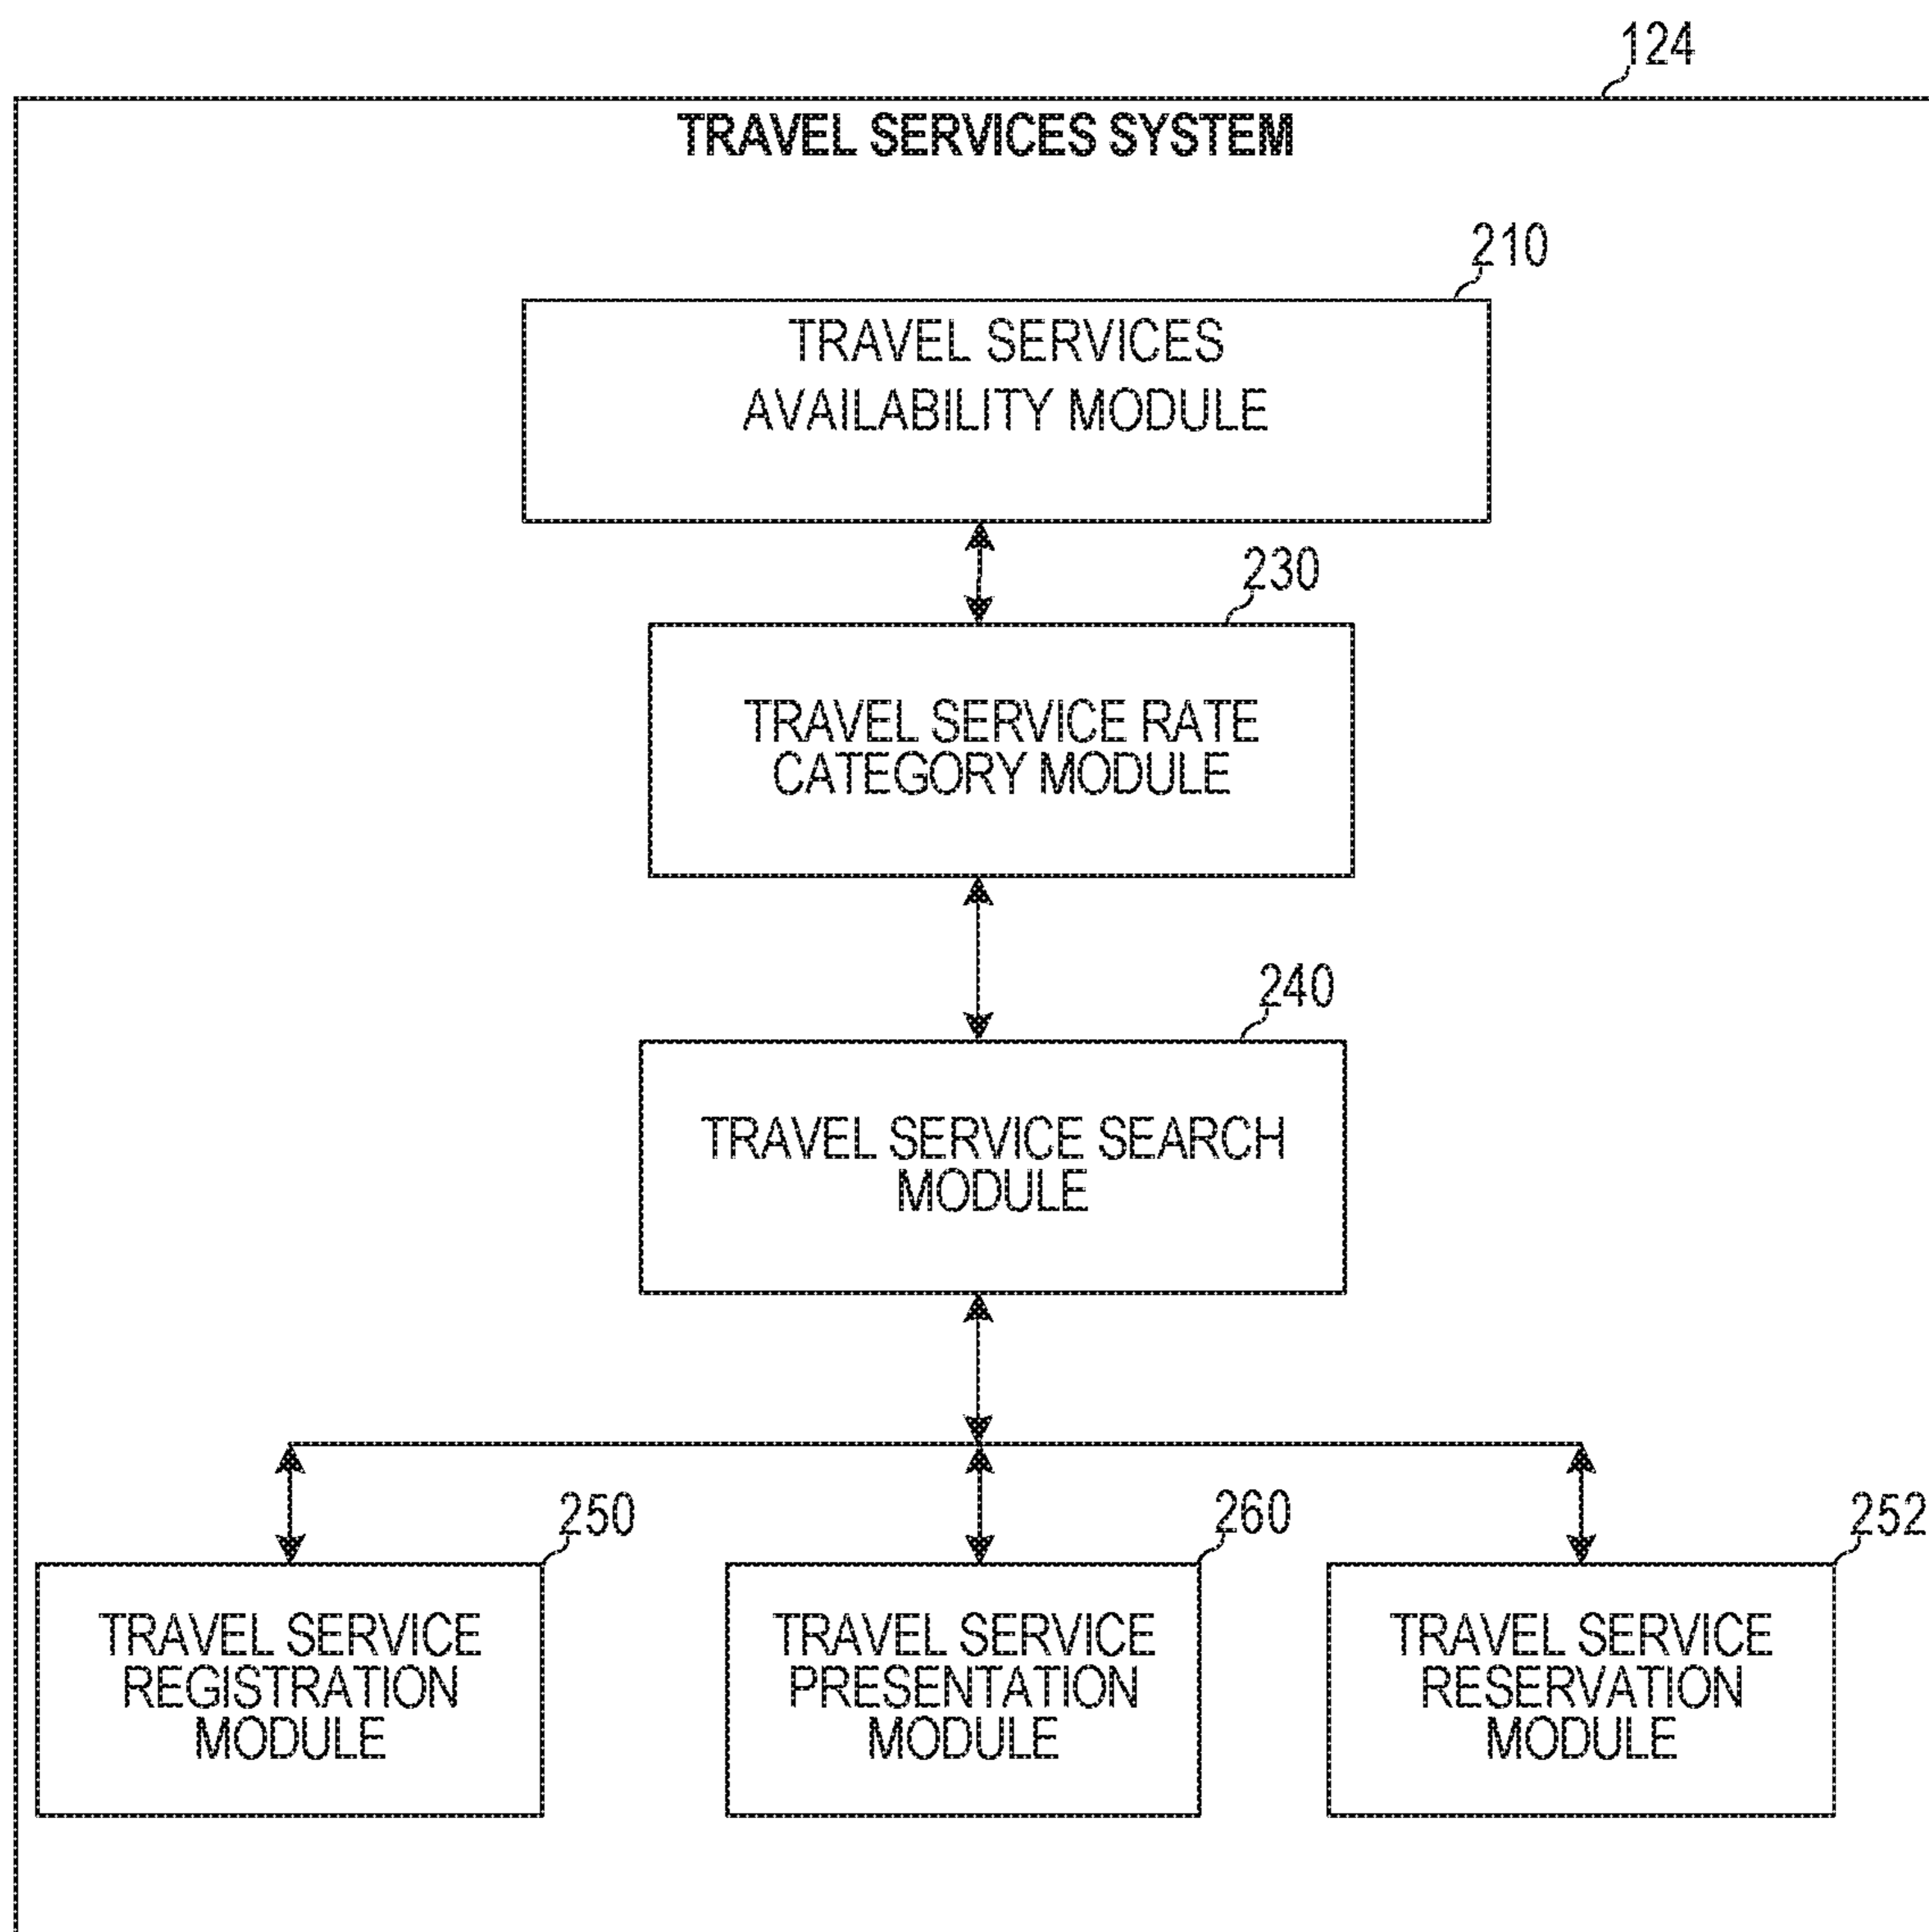 124
TRAVEL SERVICES SYSTEM
210
TRAVEL SERVICES
AVAILABILITY MODULE
230
TRAVEL SERVICE RATE
CATEGORY MODULE
240
TRAVEL SERVICE SEARCH
MODULE
250
TRAVEL SERVICE
REGISTRATION
MODULE
260
TRAVEL SERVICE
PRESENTATION
MODULE
252
TRAVEL SERVICE
RESERVATION
MODULE